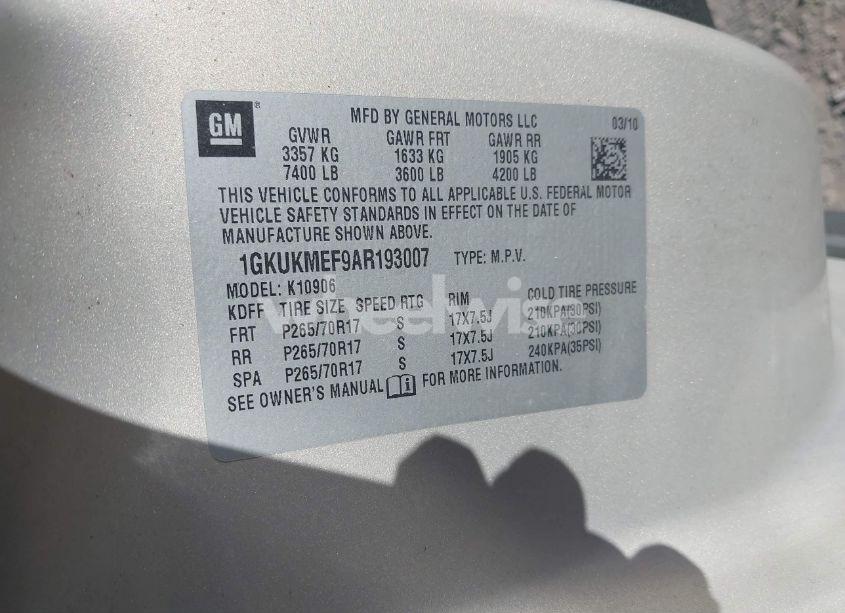 GM ®
MFD BY GENERAL MOTORS LLC 03/10
GVWR GAWR FRT GAWR RR
3357 KG 1633 KG 1905 KG
7400 LB 3600 LB 4200 LB
THIS VEHICLE CONFORMS TO ALL APPLICABLE U.S. FEDERAL MOTOR
VEHICLE SAFETY STANDARDS IN EFFECT ON THE DATE OF
MANUFACTURE SHOWN ABOVE.
1GKUKMEF9AR193007 TYPE: M.P.V.
MODEL: K10906
KDFF TIRE SIZE SPEED RTG RIM COLD TIRE PRESSURE
FRT P265/70R17 S 17X7.5J 210KPA(30PSI)
RR P265/70R17 S 17X7.5J 210KPA(30PSI)
SPA P265/70R17 S 17X7.5J 240KPA(35PSI)
SEE OWNER'S MANUAL FOR MORE INFORMATION.